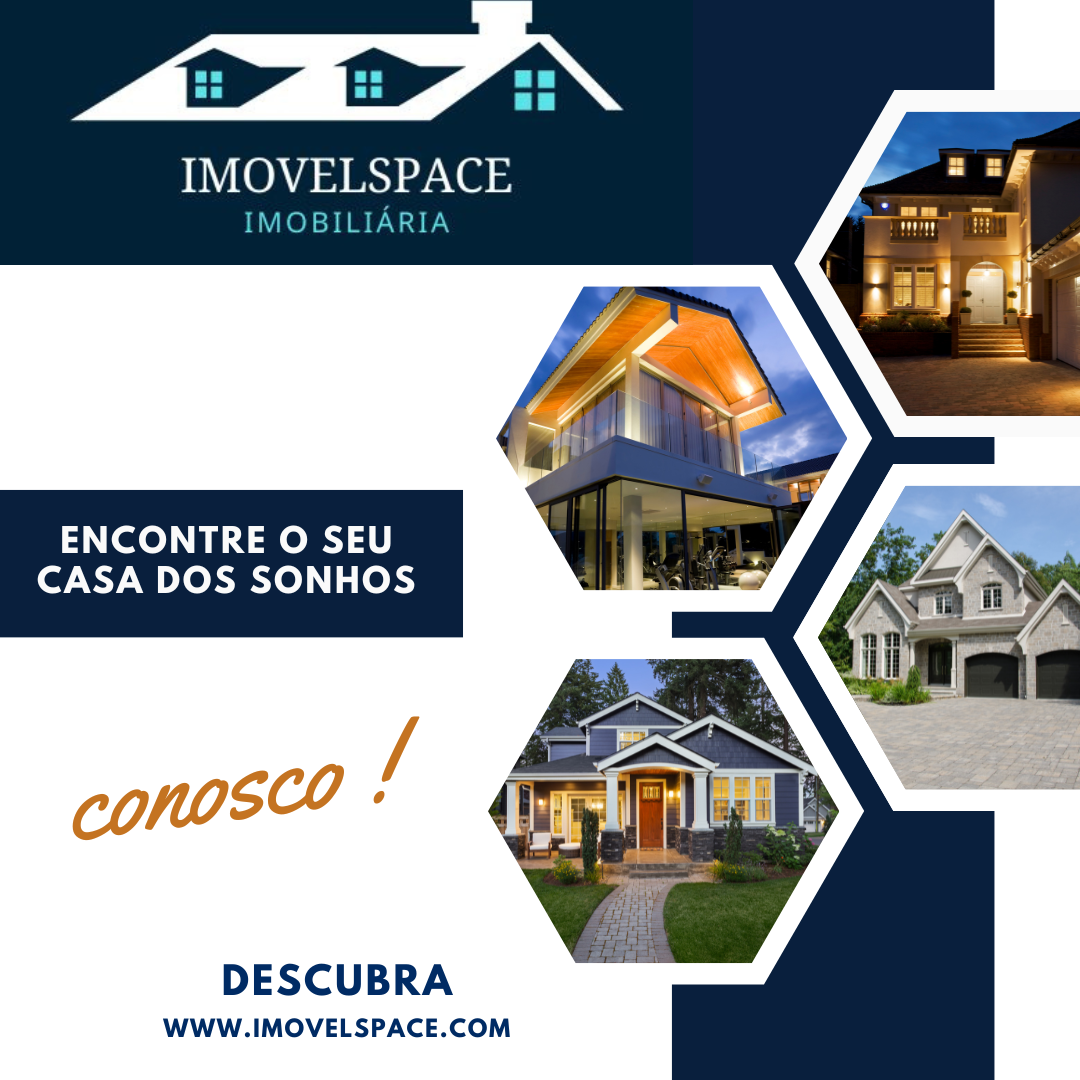 IMOVELSPACE
IMOBILIÁRIA
ENCONTRE O SEU
CASA DOS SONHOS
conosco !
DESCUBRA
WWW.IMOVELSPACE.COM